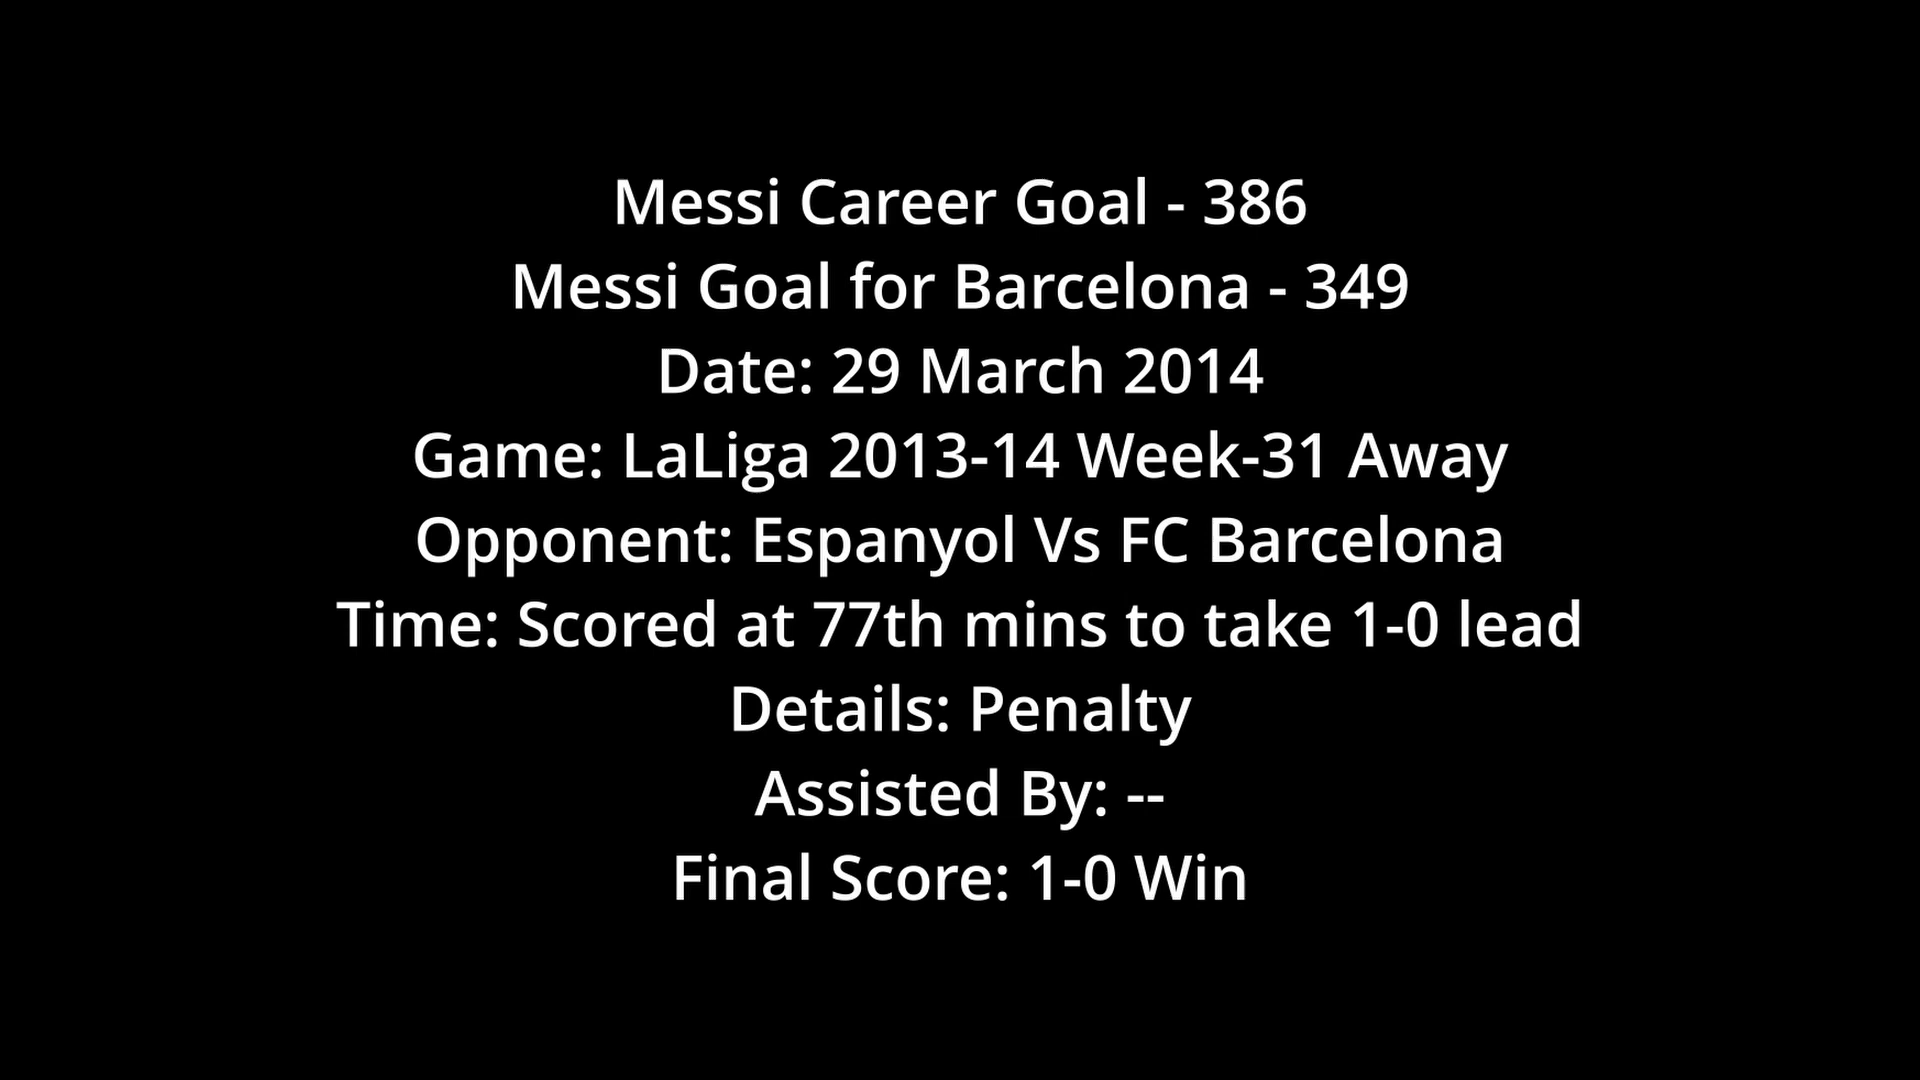 Messi Career Goal - 386
Messi Goal for Barcelona - 349
Date: 29 March 2014
Game: LaLiga 2013-14 Week-31 Away
Opponent: Espanyol Vs FC Barcelona
Time: Scored at 77th mins to take 1-0 lead
Details: Penalty
Assisted By: --
Final Score: 1-0 Win